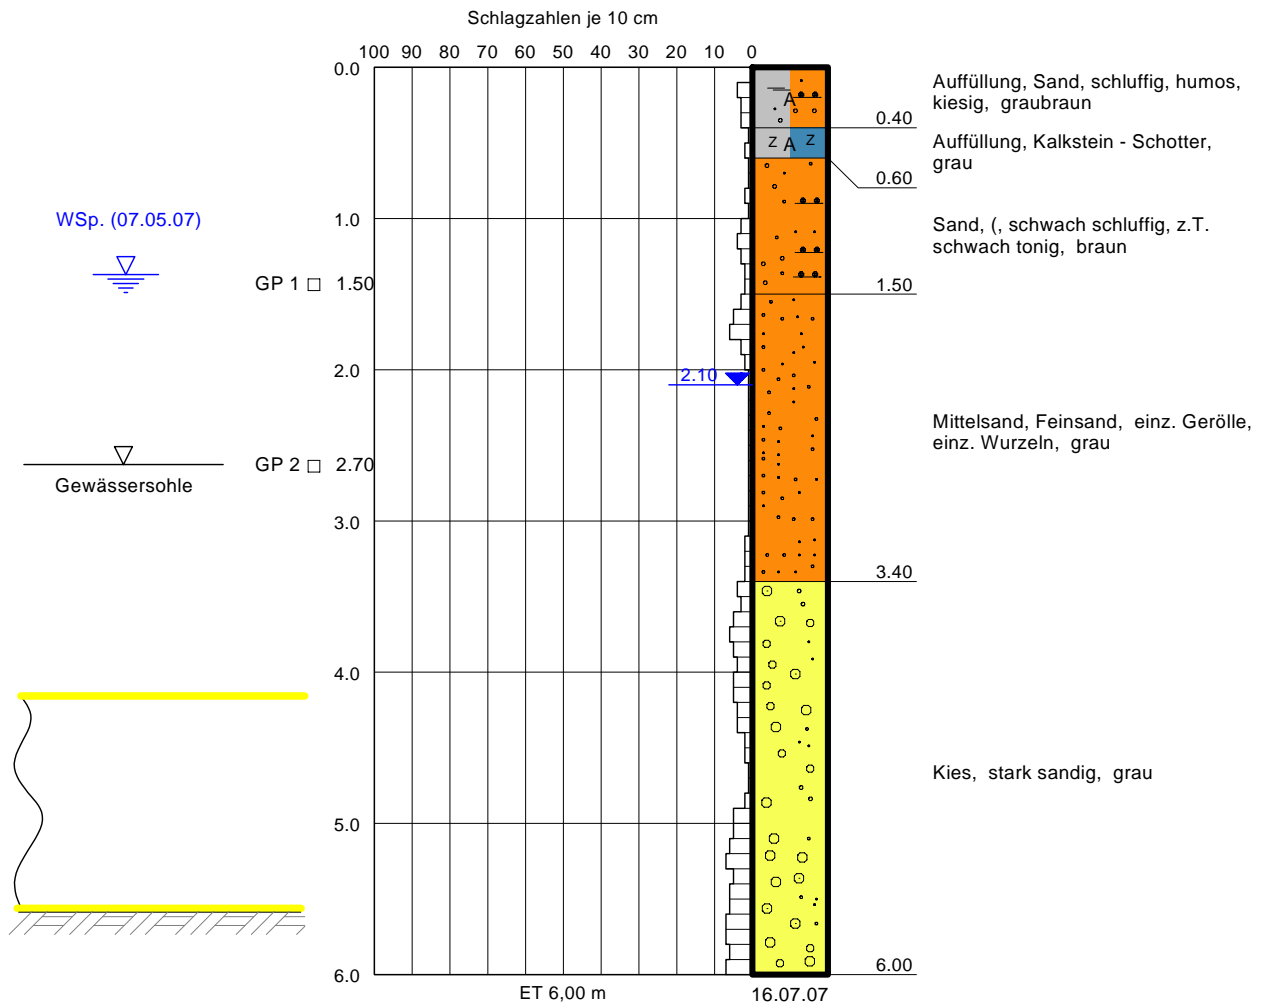 Schlagzahlen je 10 cm
100 90 80 70 60 50 40 30 20 10 0
0.0
Auffüllung, Sand, schluffig, humos,
kiesig, graubraun
A
0.40
Auffüllung, Kalkstein - Schotter,
grau
Z A Z
0.60
1.0
WSp. (07.05.07)
Sand, (, schwach schluffig, z.T.
schwach tonig, braun
GP 1 1.50
1.50
2.0
2.10
Mittelsand, Feinsand, einz. Gerölle,
einz. Wurzeln, grau
GP 2 2.70
Gewässersohle
3.0
3.40
4.0
Kies, stark sandig, grau
5.0
6.0
6.00
ET 6,00 m
16.07.07